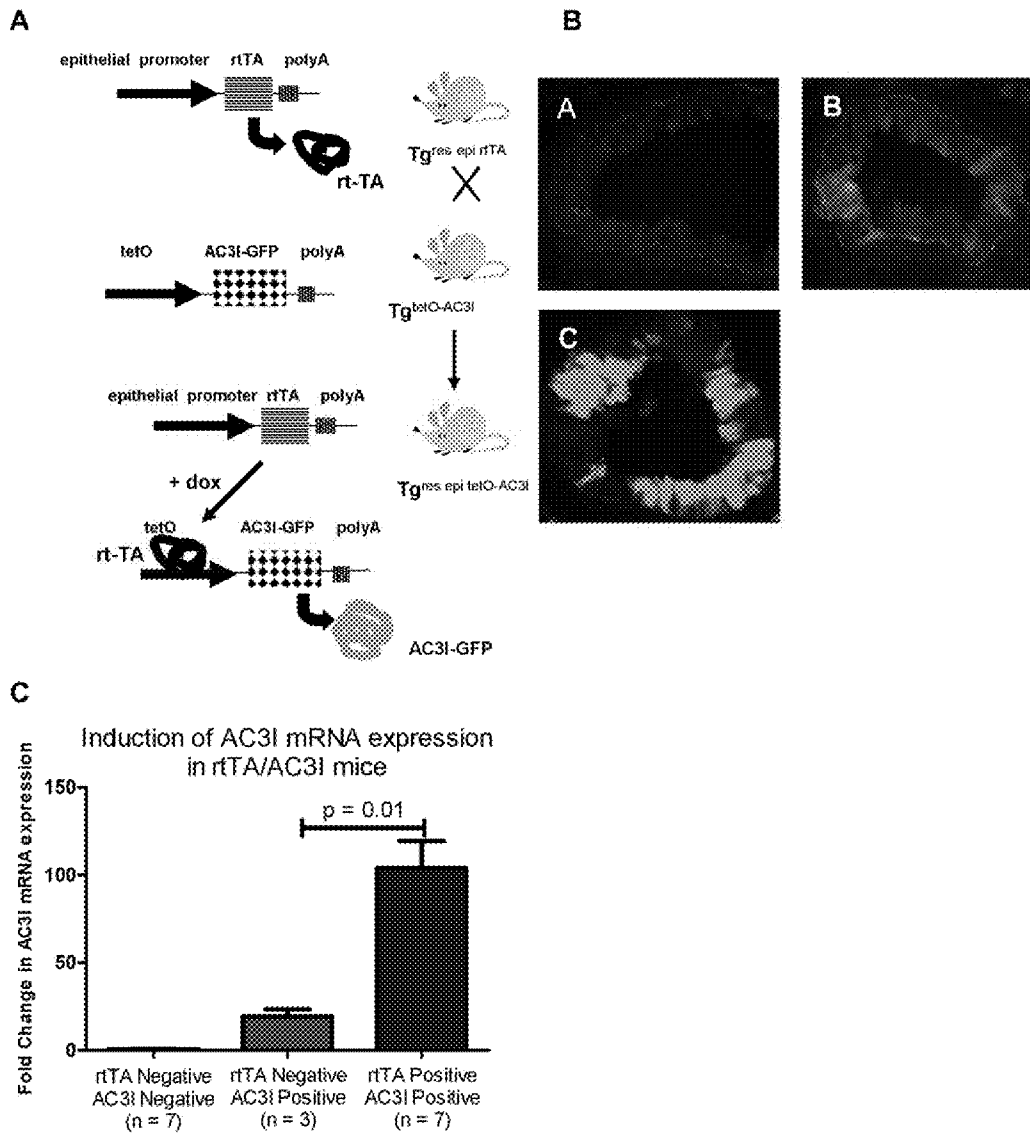 A
epithelial promoter rtTA polyA
rt-TA
Tg^res epi rtTA
tetO AC3I-GFP polyA
Tg^tetO-AC3I
epithelial promoter rtTA polyA
+ dox
Tg^res epi tetO-AC3I
tetO AC3I-GFP polyA
rt-TA
AC3I-GFP
B
A
B
C
C
Induction of AC3I mRNA expression
in rtTA/AC3I mice
p = 0.01
Fold Change in AC3I mRNA expression
150
100
50
0
rtTA Negative rtTA Negative rtTA Positive
AC3I Negative AC3I Positive AC3I Positive
(n = 7) (n = 3) (n = 7)